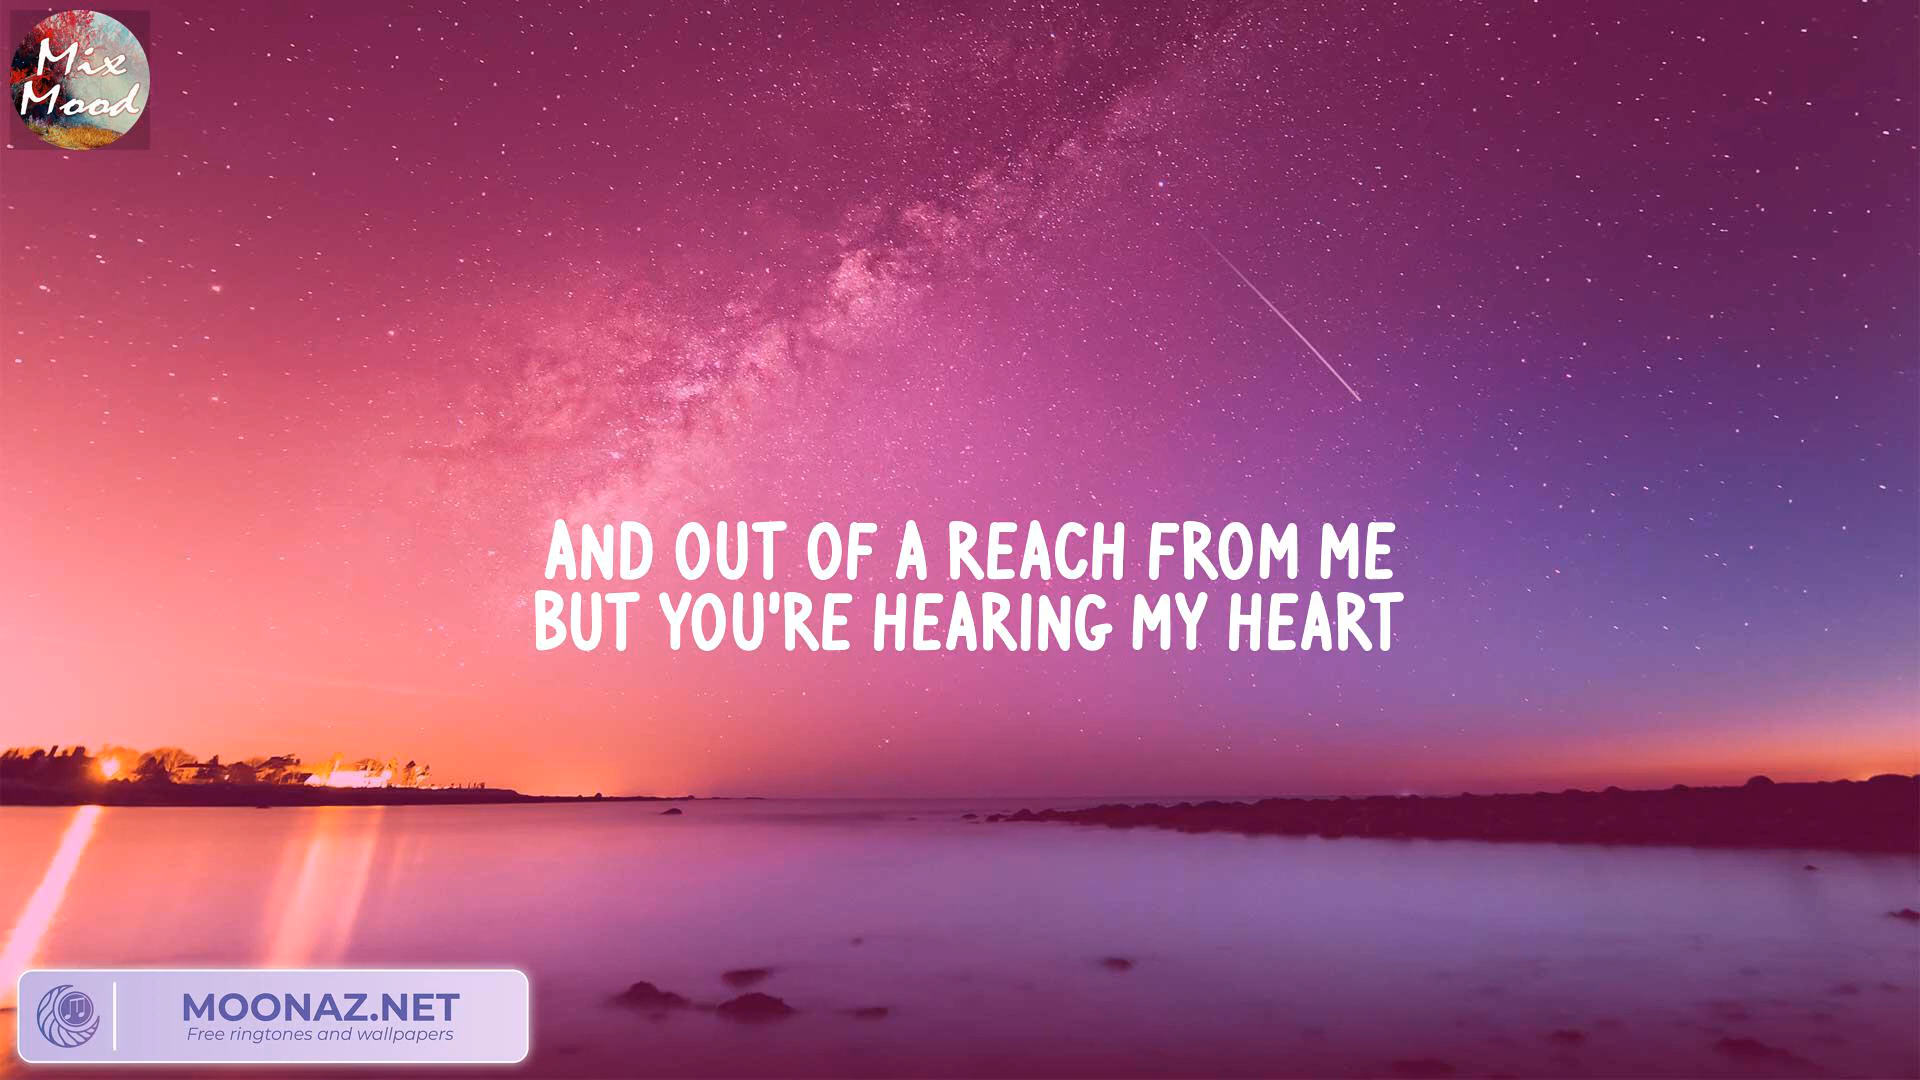 Mix
Mood
AND OUT OF A REACH FROM ME
BUT YOU'RE HEARING MY HEART
MOONAZ.NET
Free ringtones and wallpapers